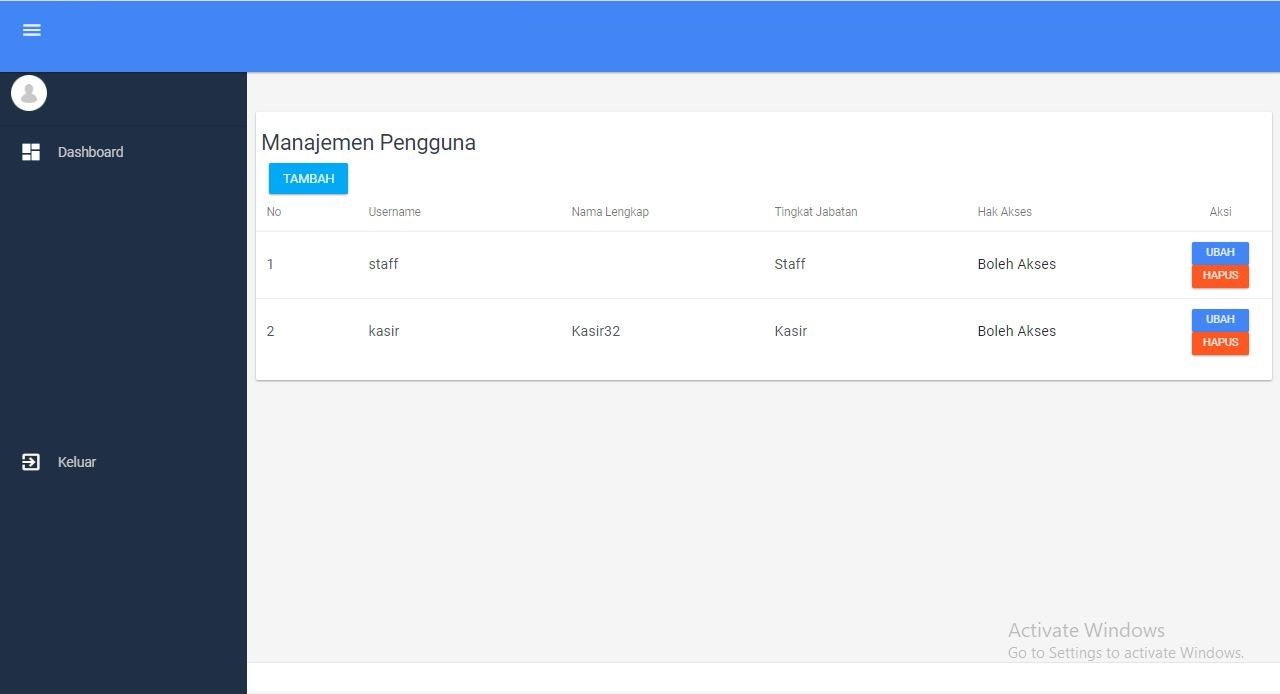 Dashboard
Keluar
Manajemen Pengguna
TAMBAH
No Username Nama Lengkap Tingkat Jabatan Hak Akses Aksi
1 staff Staff Boleh Akses UBAH
HAPUS
2 kasir Kasir32 Kasir Boleh Akses UBAH
HAPUS
Activate Windows
Go to Settings to activate Windows.